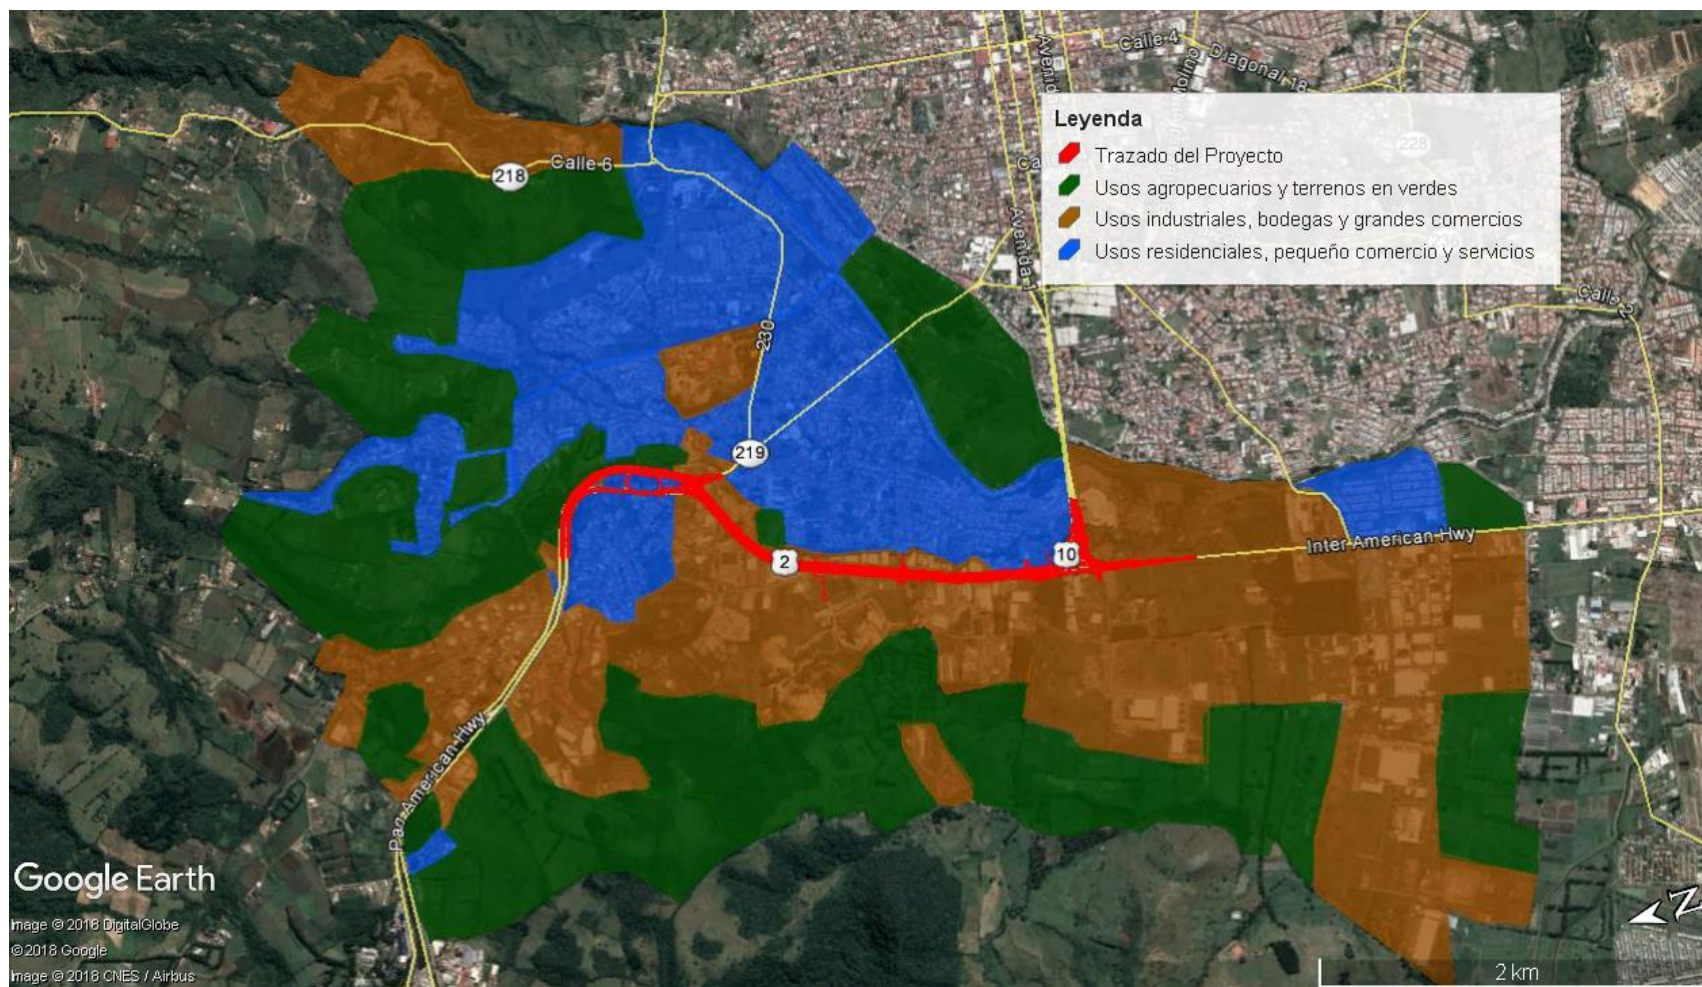 Calle 4
Diagonal 18
Molino
Leyenda
Trazado del Proyecto
Usos agropecuarios y terrenos en verdes
Usos industriales, bodegas y grandes comercios
Usos residenciales, pequeño comercio y servicios
228
Calle 6
218
Avenida 1
Calle 2
230
219
10
2
Inter American Hwy
Pan American Hwy
Google Earth
Image © 2018 DigitalGlobe
© 2018 Google
Image © 2018 CNES / Airbus
N
2 km